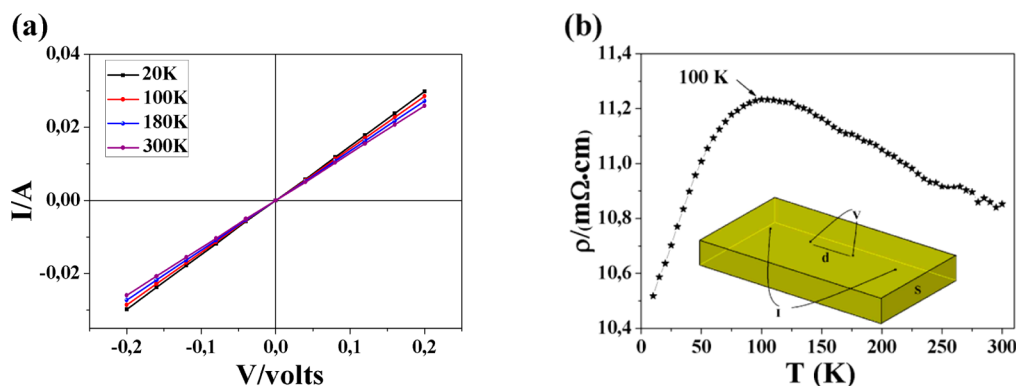 (a)
0,04
0,02
0,00
-0,02
I/A
20K
100K
180K
300K
-0,2
-0,1
0,0
0,1
0,2
V/volts
(b)
11,4
11,2
11,0
10,8
10,6
10,4
ρ/(mΩ•cm)
100 K
V
d
S
I
0
50
100
150
200
250
300
T (K)